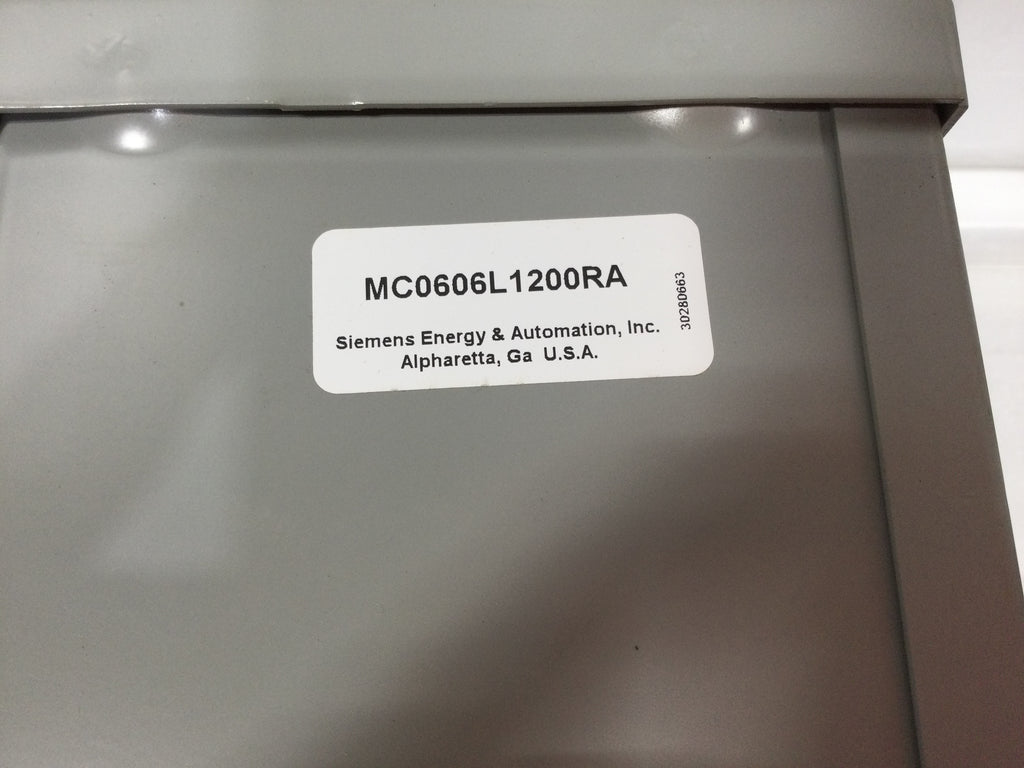 MC0606L1200RA
Siemens Energy & Automation, Inc.
Alpharetta, Ga U.S.A.
30280663